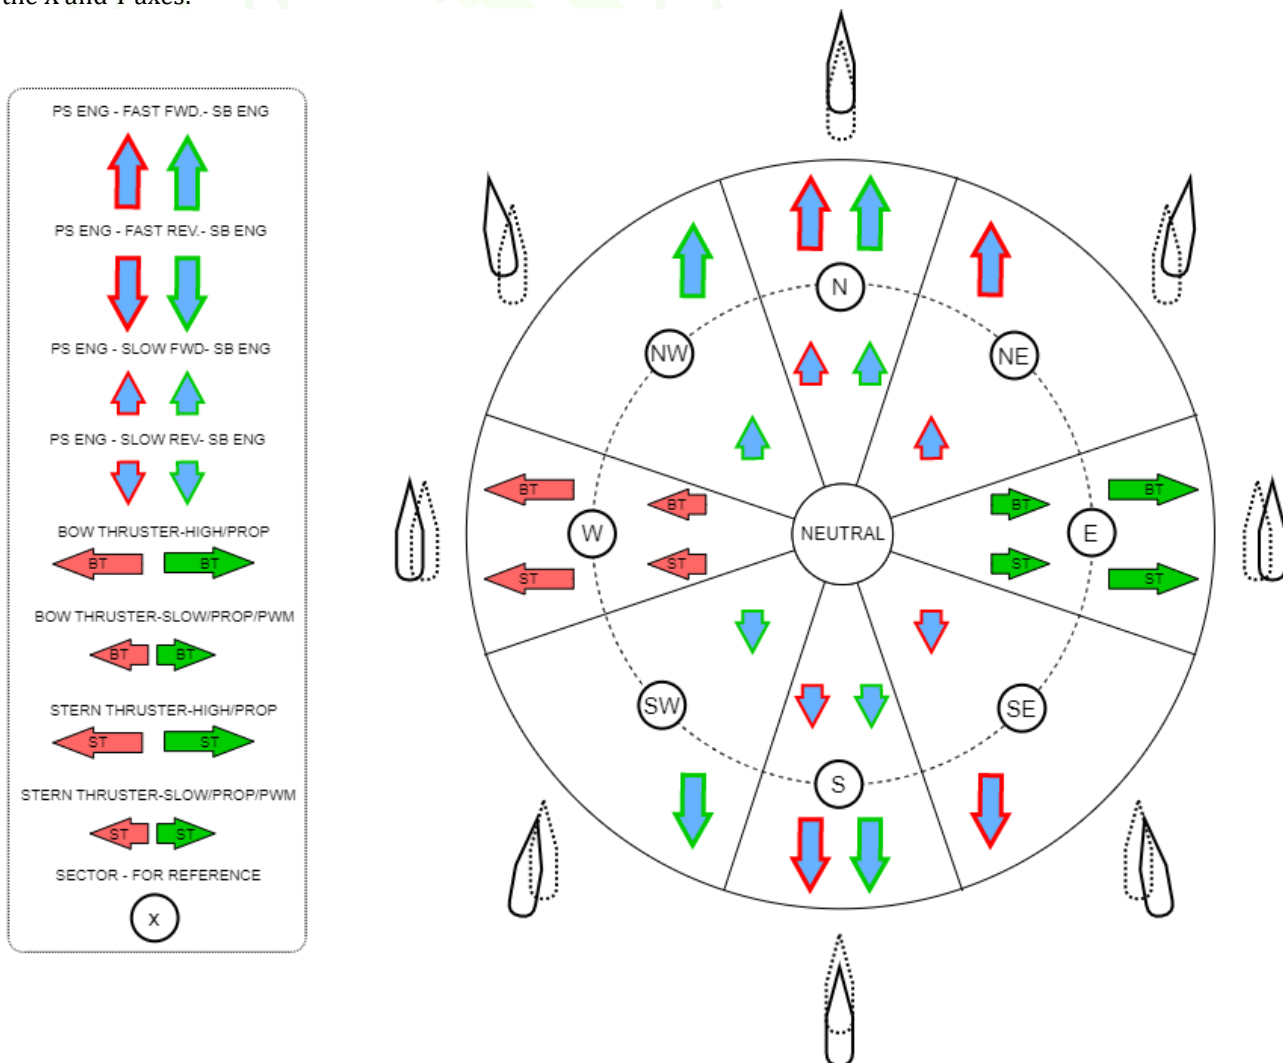 the X and Y axes.
PS ENG - FAST FWD.- SB ENG
PS ENG - FAST REV.- SB ENG
PS ENG - SLOW FWD- SB ENG
PS ENG - SLOW REV- SB ENG
BOW THRUSTER-HIGH/PROP
BT BT
BOW THRUSTER-SLOW/PROP/PWM
BT BT
STERN THRUSTER-HIGH/PROP
ST ST
STERN THRUSTER-SLOW/PROP/PWM
ST ST
SECTOR - FOR REFERENCE
x
N
NW NE
BT BT BT BT
W NEUTRAL E
ST ST ST ST
SW SE
S